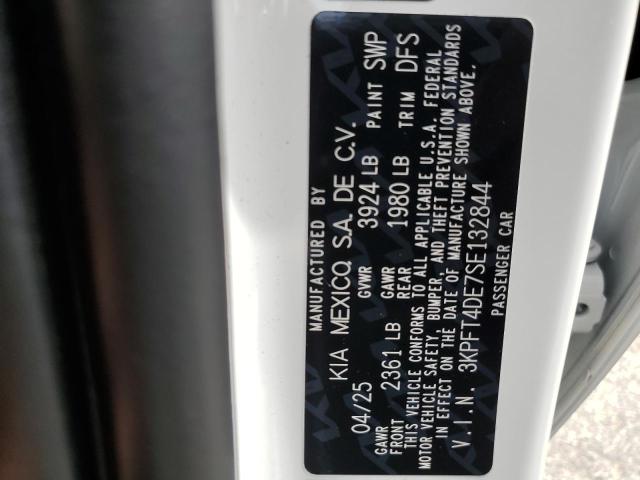 MANUFACTURED BY
KIA MEXICO, S.A. DE C.V.
04/25 GVWR 3924 LB PAINT SWP
GAWR FRONT 2361 LB GAWR REAR 1980 LB TRIM DFS
THIS VEHICLE CONFORMS TO ALL APPLICABLE U.S.A. FEDERAL
MOTOR VEHICLE SAFETY, BUMPER, AND THEFT PREVENTION STANDARDS
IN EFFECT ON THE DATE OF MANUFACTURE SHOWN ABOVE.
V.I.N. 3KPFT4DE7SE132844
PASSENGER CAR